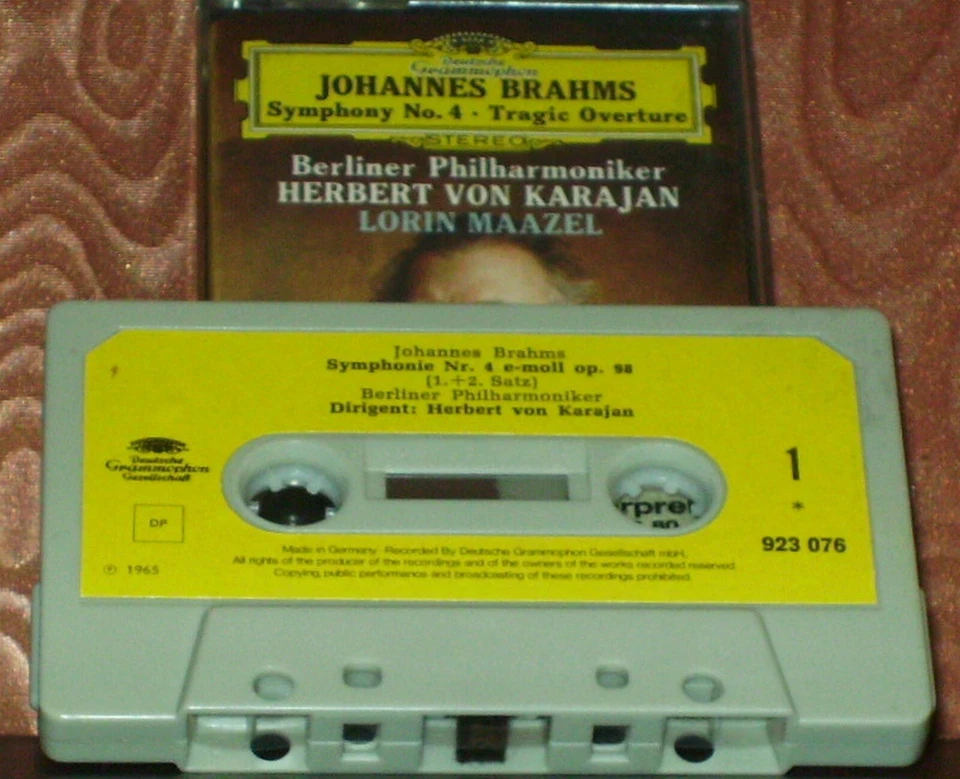 Deutsche
Grammophon
JOHANNES BRAHMS
Symphony No. 4 · Tragic Overture
STEREO
Berliner Philharmoniker
HERBERT VON KARAJAN
LORIN MAAZEL
Johannes Brahms
Symphonie Nr. 4 e-moll op. 98
(1.+2. Satz)
Berliner Philharmoniker
Dirigent: Herbert von Karajan
Deutsche
Grammophon
Gesellschaft
DP
℗ 1965
1
*
923 076
rpret
Made in Germany · Recorded By Deutsche Grammophon Gesellschaft mbH.
All rights of the producer of the recordings and of the owners of the works recorded reserved.
Copying, public performance and broadcasting of these recordings prohibited.